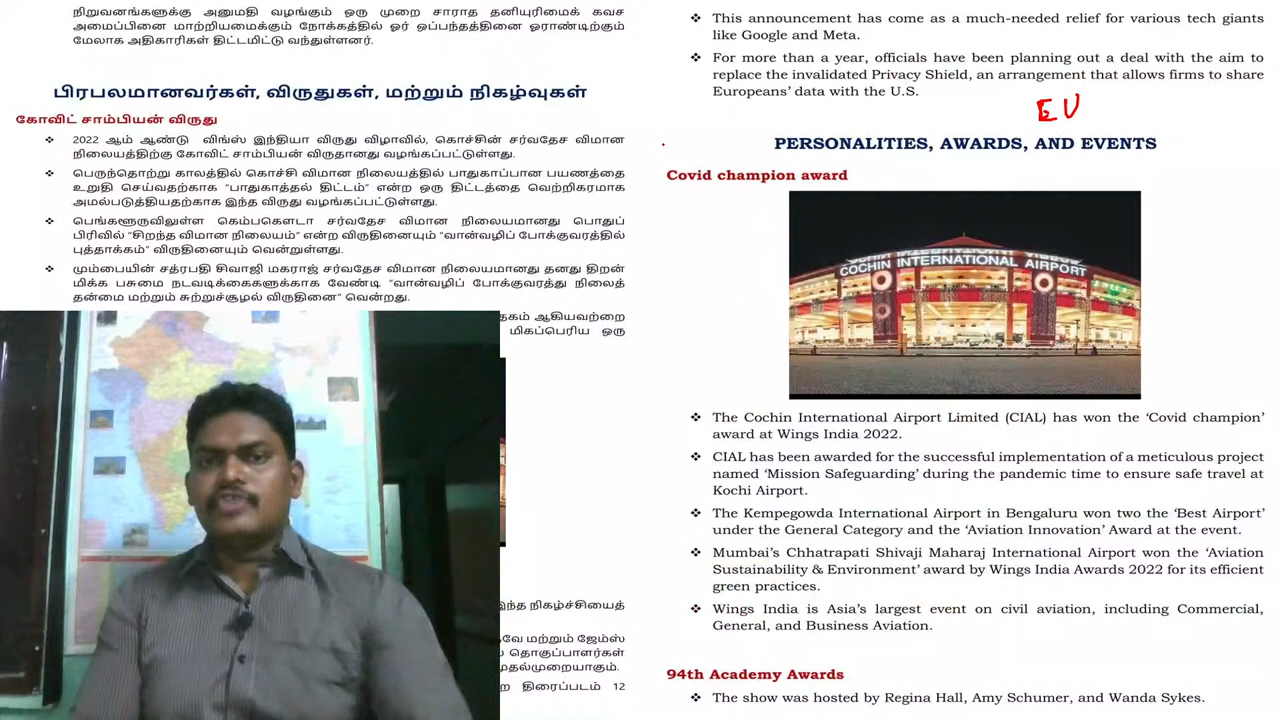 நிறுவனங்களுக்கு அனுமதி வழங்கும் ஒரு முறை சாராத தனியுரிமைக் கவச
அமைப்பினை மாற்றியமைக்கும் நோக்கத்தில் ஓர் ஒப்பந்தத்தினை ஓராண்டிற்கும்
மேலாக அதிகாரிகள் திட்டமிட்டு வந்துள்ளனர்.
பிரபலமானவர்கள், விருதுகள், மற்றும் நிகழ்வுகள்
கோவிட் சாம்பியன் விருது
❖ 2022 ஆம் ஆண்டு விங்ஸ் இந்தியா விருது விழாவில், கொச்சின் சர்வதேச விமான
நிலையத்திற்கு கோவிட் சாம்பியன் விருதானது வழங்கப்பட்டுள்ளது.
❖ பெருந்தொற்று காலத்தில் கொச்சி விமான நிலையத்தில் பாதுகாப்பான பயணத்தை
உறுதி செய்வதற்காக “பாதுகாத்தல் திட்டம்” என்ற ஒரு திட்டத்தை வெற்றிகரமாக
அமல்படுத்தியதற்காக இந்த விருது வழங்கப்பட்டுள்ளது.
❖ பெங்களூருவிலுள்ள கெம்பகௌடா சர்வதேச விமான நிலையமானது பொதுப்
பிரிவில் “சிறந்த விமான நிலையம்” என்ற விருதினையும் “வான்வழிப் போக்குவரத்தில்
புத்தாக்கம்” விருதினையும் வென்றுள்ளது.
❖ மும்பையின் சத்ரபதி சிவாஜி மகராஜ் சர்வதேச விமான நிலையமானது தனது திறன்
மிக்க பசுமை நடவடிக்கைகளுக்காக வேண்டி “வான்வழிப் போக்குவரத்து நிலைத்
தன்மை மற்றும் சுற்றுச்சூழல் விருதினை” வென்றது.
தகம் ஆகியவற்றை
மிகப்பெரிய ஒரு
இந்த நிகழ்ச்சியைத்
வே மற்றும் ஜேம்ஸ்
தொகுப்பாளர்கள்
முதல்முறையாகும்.
திரைப்படம் 12
❖ This announcement has come as a much-needed relief for various tech giants
like Google and Meta.
❖ For more than a year, officials have been planning out a deal with the aim to
replace the invalidated Privacy Shield, an arrangement that allows firms to share
Europeans’ data with the U.S.
EU
PERSONALITIES, AWARDS, AND EVENTS
Covid champion award
COCHIN INTERNATIONAL AIRPORT
❖ The Cochin International Airport Limited (CIAL) has won the ‘Covid champion’
award at Wings India 2022.
❖ CIAL has been awarded for the successful implementation of a meticulous project
named ‘Mission Safeguarding’ during the pandemic time to ensure safe travel at
Kochi Airport.
❖ The Kempegowda International Airport in Bengaluru won two the ‘Best Airport’
under the General Category and the ‘Aviation Innovation’ Award at the event.
❖ Mumbai’s Chhatrapati Shivaji Maharaj International Airport won the ‘Aviation
Sustainability & Environment’ award by Wings India Awards 2022 for its efficient
green practices.
❖ Wings India is Asia’s largest event on civil aviation, including Commercial,
General, and Business Aviation.
94th Academy Awards
❖ The show was hosted by Regina Hall, Amy Schumer, and Wanda Sykes.